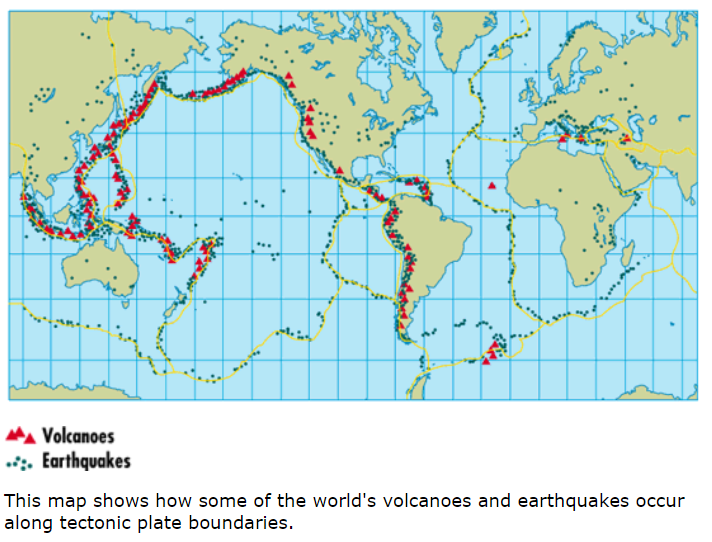 Volcanoes
Earthquakes
This map shows how some of the world's volcanoes and earthquakes occur
along tectonic plate boundaries.